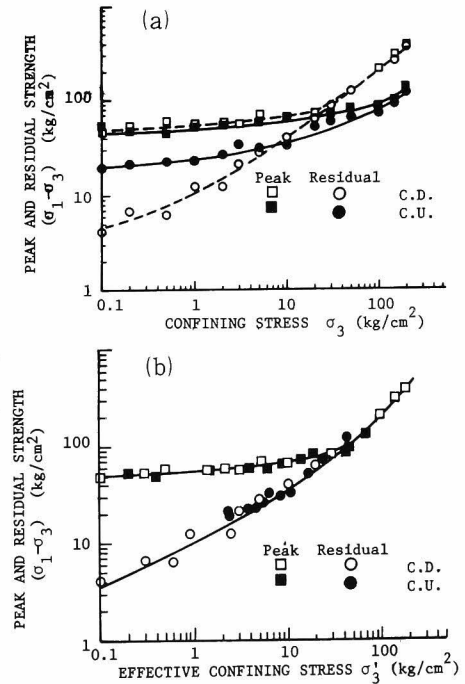 (a)
PEAK AND RESIDUAL STRENGTH
(σ₁-σ₃) (kg/cm²)
100
10
1
Peak Residual
C.D.
C.U.
0.1 1 10 100
CONFINING STRESS σ₃ (kg/cm²)
(b)
PEAK AND RESIDUAL STRENGTH
(σ₁-σ₃) (kg/cm²)
100
10
1
Peak Residual
C.D.
C.U.
0.1 1 10 100
EFFECTIVE CONFINING STRESS σ₃' (kg/cm²)